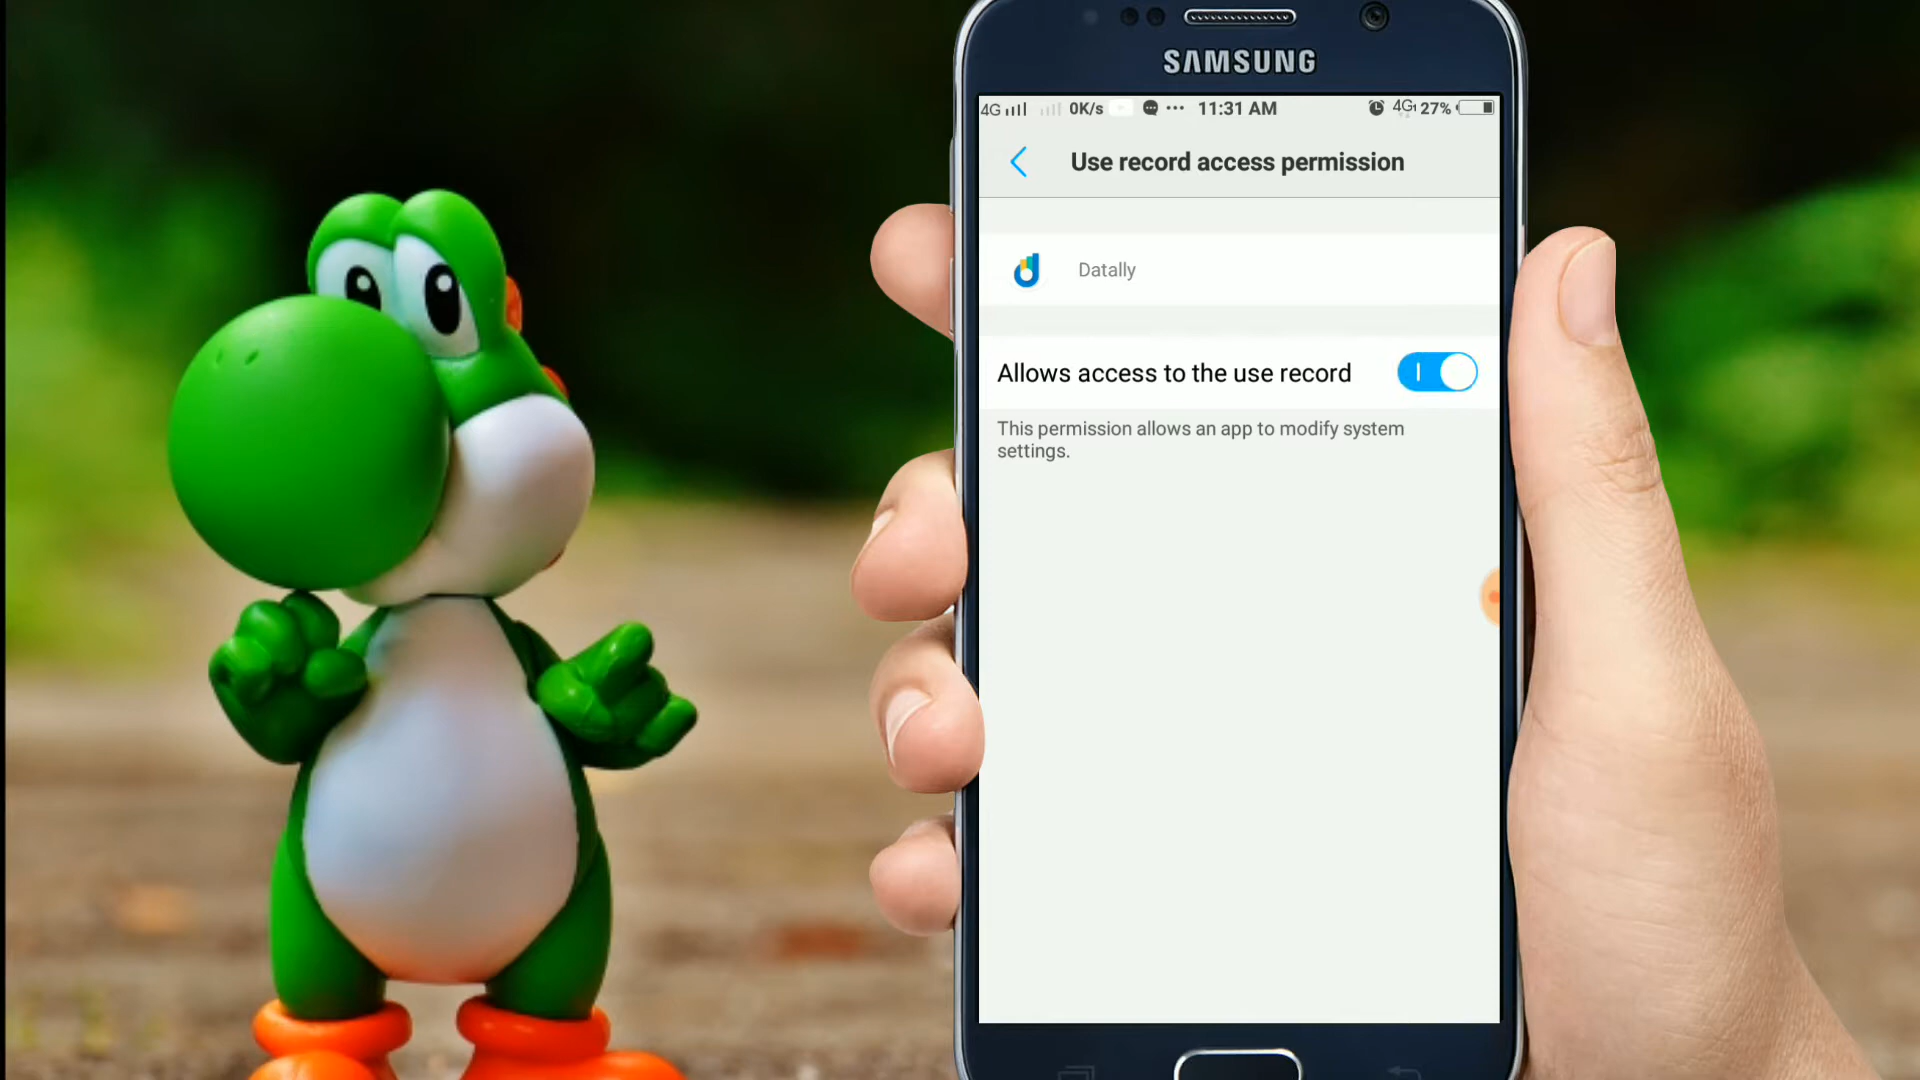 SAMSUNG
4G 0K/s ••• 11:31 AM 4G 27%
Use record access permission
Datally
Allows access to the use record
This permission allows an app to modify system
settings.